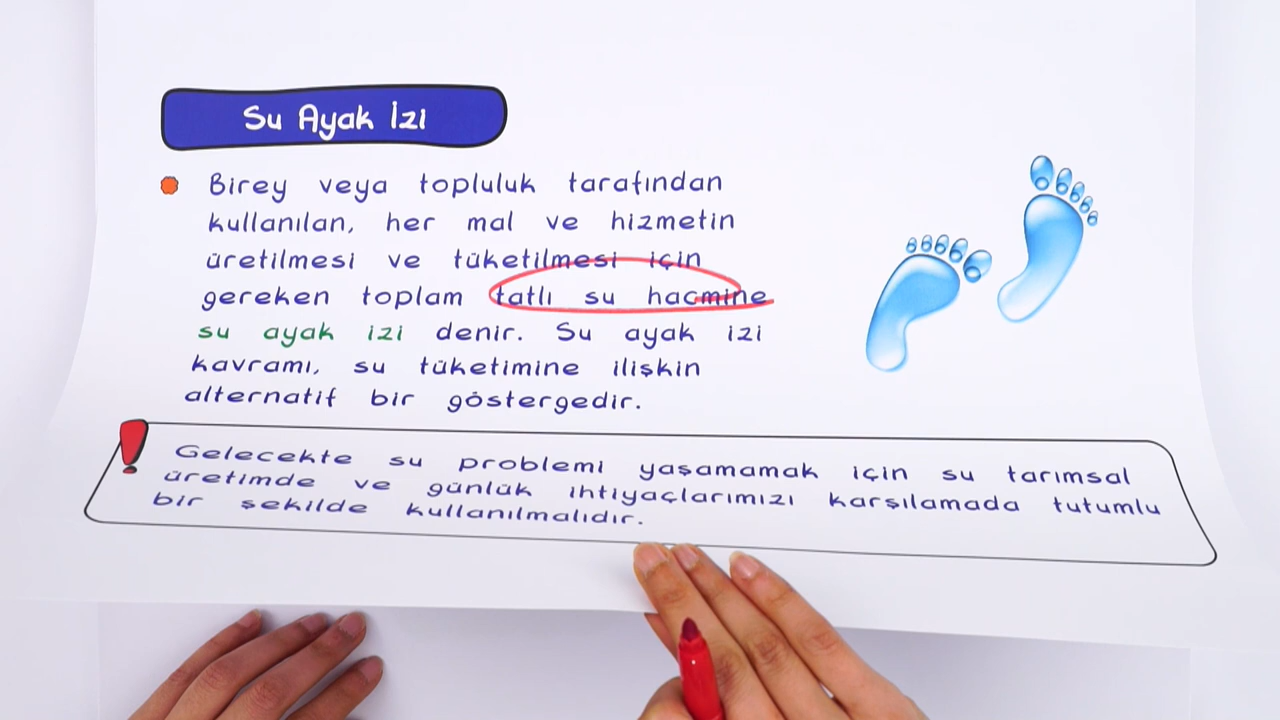 Su Ayak İzi
Birey veya topluluk tarafından
kullanılan, her mal ve hizmetin
üretilmesi ve tüketilmesi için
gereken toplam tatlı su hacmine
su ayak izi denir. Su ayak izi
kavramı, su tüketimine ilişkin
alternatif bir göstergedir.
Gelecekte su problemi yaşamamak için su tarımsal
üretimde ve günlük ihtiyaçlarımızı karşılamada tutumlu
bir şekilde kullanılmalıdır.